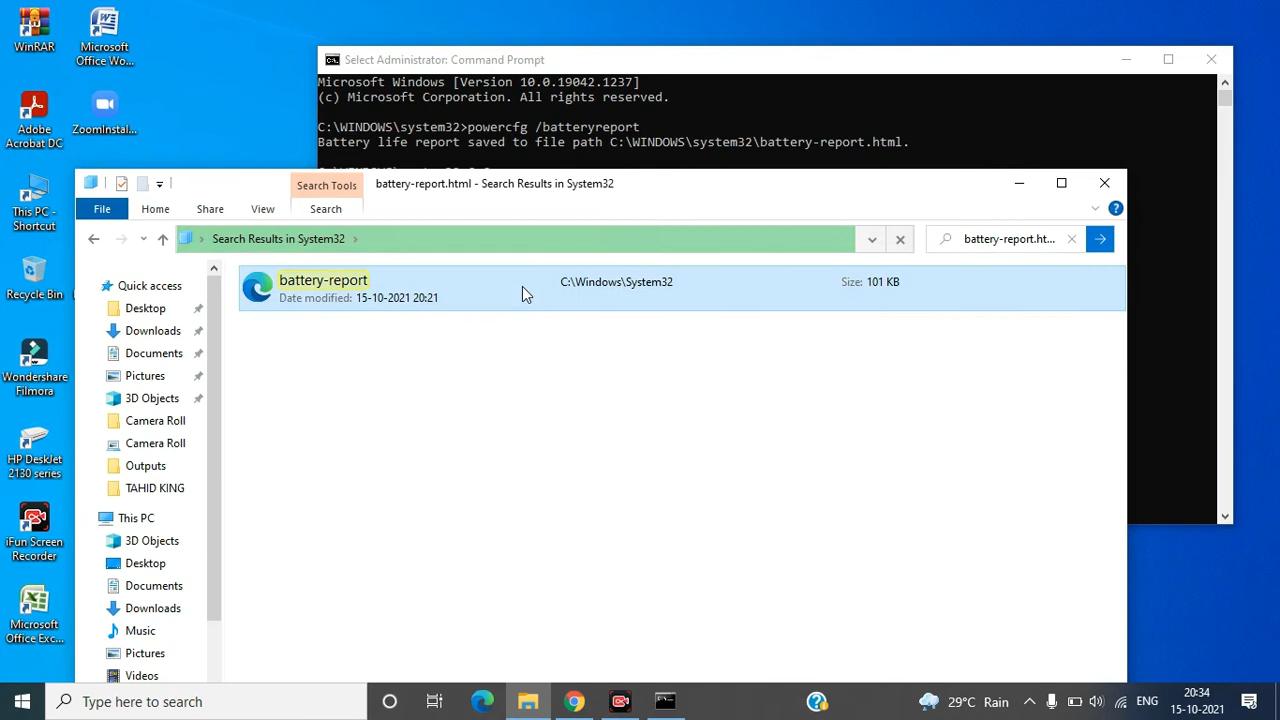 WinRAR
Microsoft
Office Wo...
Adobe
Acrobat DC
ZoomInstal...
This PC -
Shortcut
Recycle Bin
Wondershare
Filmora
HP DeskJet
2130 series
iFun Screen
Recorder
Microsoft
Office Exc...
Select Administrator: Command Prompt
Microsoft Windows [Version 10.0.19042.1237]
(c) Microsoft Corporation. All rights reserved.
C:\WINDOWS\system32>powercfg /batteryreport
Battery life report saved to file path C:\WINDOWS\system32\battery-report.html.
Search Tools
battery-report.html - Search Results in System32
File
Home
Share
View
Search
Search Results in System32
battery-report.ht...
Quick access
Desktop
Downloads
Documents
Pictures
3D Objects
Camera Roll
Camera Roll
Outputs
TAHID KING
This PC
3D Objects
Desktop
Documents
Downloads
Music
Pictures
Videos
battery-report
Date modified: 15-10-2021 20:21
C:\Windows\System32
Size: 101 KB
Type here to search
29°C Rain
ENG
20:34
15-10-2021